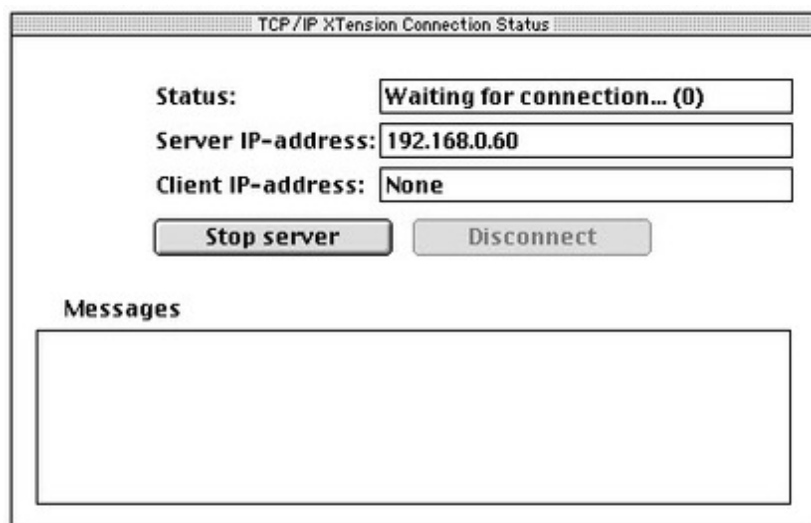 TCP/IP XTension Connection Status
Status: Waiting for connection... (0)
Server IP-address: 192.168.0.60
Client IP-address: None
Stop server Disconnect
Messages